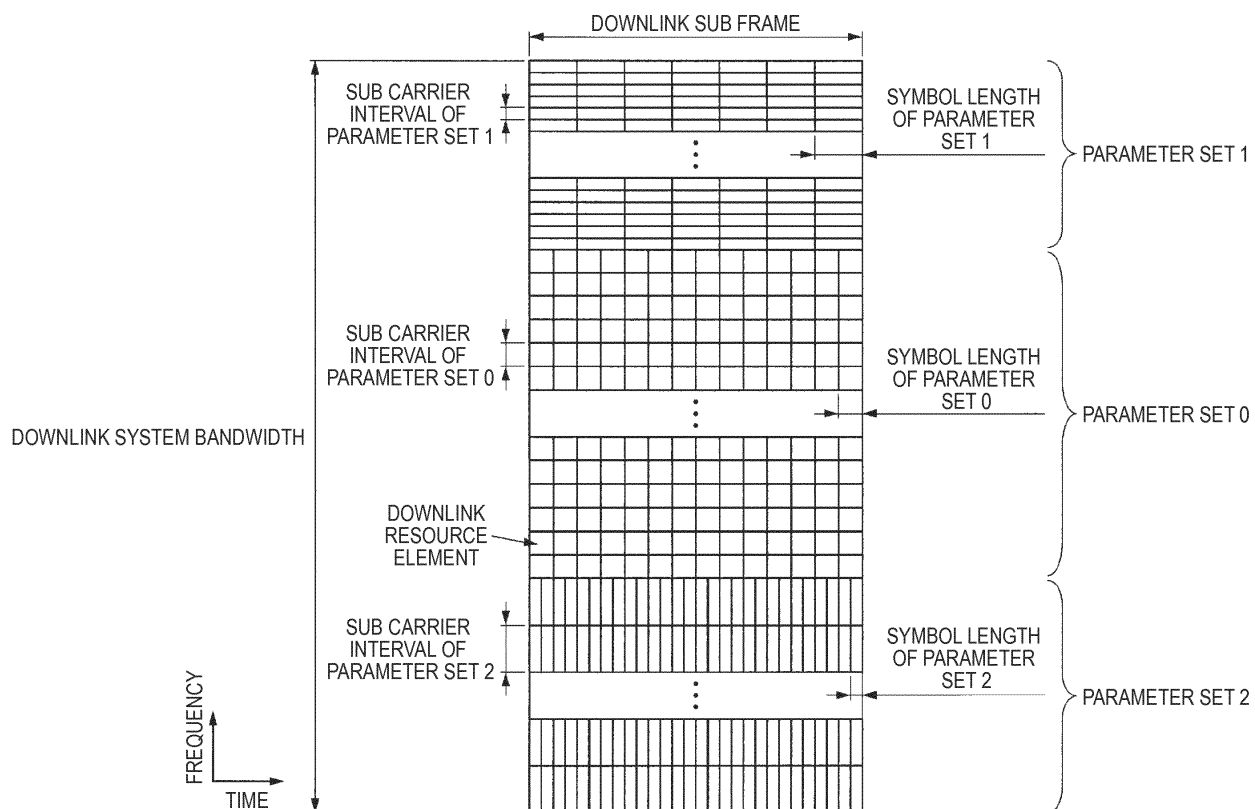 DOWNLINK SUB FRAME
SUB CARRIER
INTERVAL OF
PARAMETER SET 1
SYMBOL LENGTH
OF PARAMETER
SET 1
PARAMETER SET 1
SUB CARRIER
INTERVAL OF
PARAMETER SET 0
SYMBOL LENGTH
OF PARAMETER
SET 0
PARAMETER SET 0
DOWNLINK SYSTEM BANDWIDTH
DOWNLINK
RESOURCE
ELEMENT
SUB CARRIER
INTERVAL OF
PARAMETER SET 2
SYMBOL LENGTH
OF PARAMETER
SET 2
PARAMETER SET 2
FREQUENCY
TIME